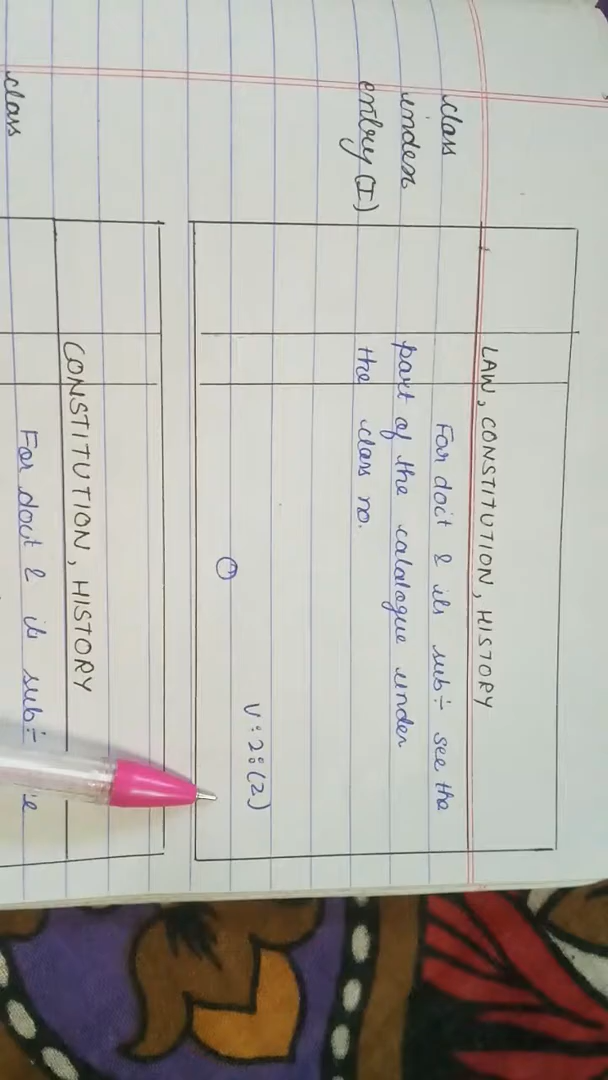 class
index
entry (I)
LAW, CONSTITUTION, HISTORY
For doct & its sub÷ see the
part of the catalogue under
the class no.
V:2:(2)
class
CONSTITUTION, HISTORY
For doct & its sub÷